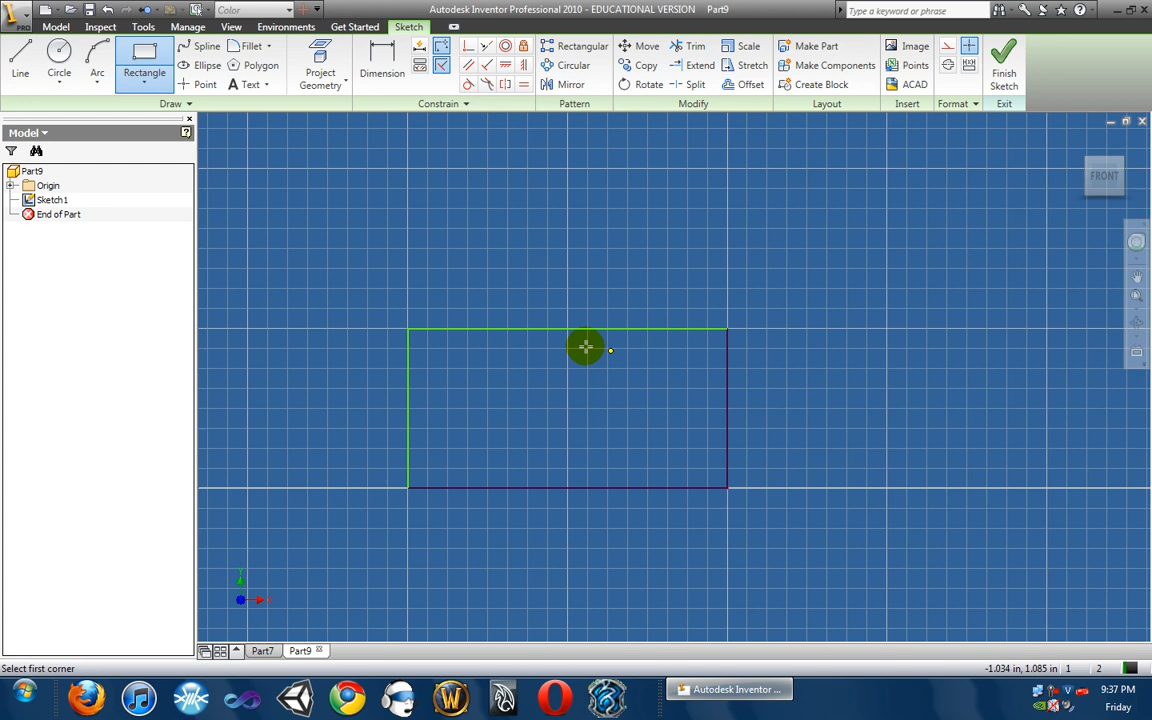 Color
Autodesk Inventor Professional 2010 - EDUCATIONAL VERSION Part9
Type a keyword or phrase
PRO
Model Inspect Tools Manage View Environments Get Started Sketch
Line
Circle
Arc
Rectangle
Spline
Ellipse
Point
Fillet
Polygon
Text
Project
Geometry
Dimension
Rectangular
Circular
Mirror
Move
Copy
Rotate
Trim
Extend
Split
Scale
Stretch
Offset
Make Part
Make Components
Create Block
Image
Points
ACAD
Finish
Sketch
Draw
Constrain
Pattern
Modify
Layout
Insert
Format
Exit
Model
Part9
Origin
Sketch1
End of Part
FRONT
Part7
Part9
Select first corner
-1.034 in, 1.085 in 1 2
Autodesk Inventor ...
9:37 PM
Friday